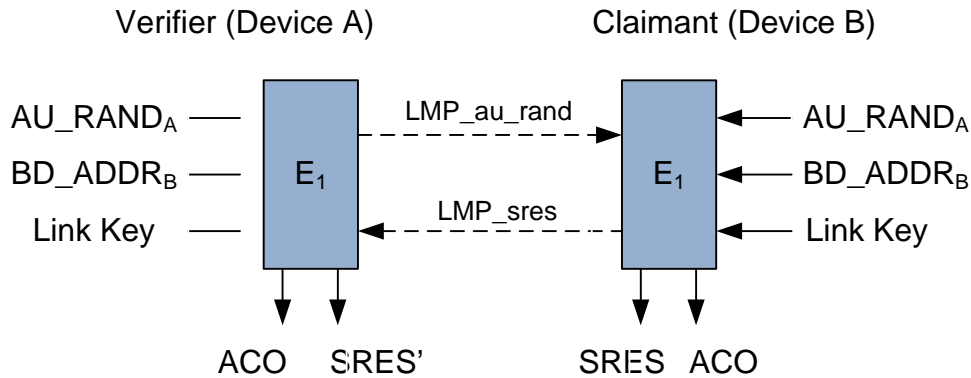 Verifier (Device A) Claimant (Device B)
AU_RANDA LMP_au_rand AU_RANDA
BD_ADDRB E1 E1 BD_ADDRB
Link Key LMP_sres Link Key
ACO SRES’ SRES ACO